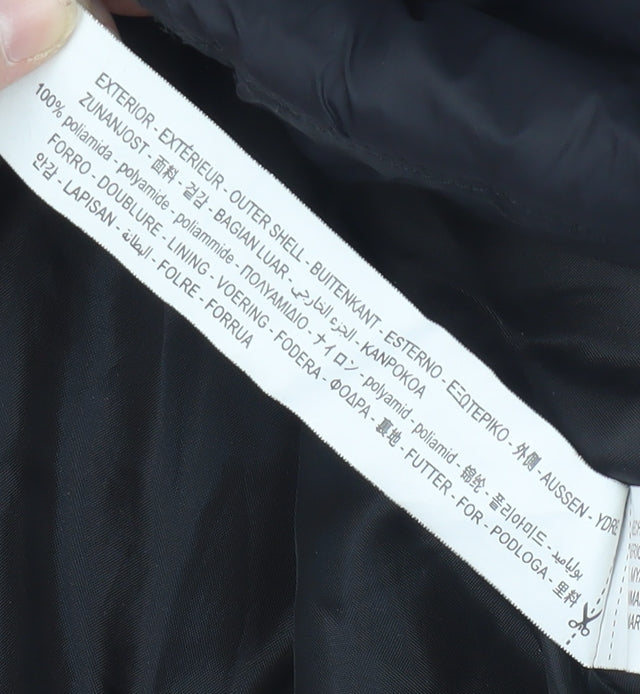 EXTERIOR - EXTÉRIEUR - OUTER SHELL - BUITENKANT - ESTERNO - ΕΞΩΤΕΡΙΚΟ - 外側 - AUSSEN - YDRE
ZUNANJOST - 面料 - 겉감 - BAGIAN LUAR - الجزء الخارجي - KANPOKOA
100% poliamida - polyamide - poliammide - ΠΟΛΥΑΜΙΔΙΟ - ナイロン - polyamid - poliamid - 锦纶 - 폴리아미드 - بوليأميد
FORRO - DOUBLURE - LINING - VOERING - FODERA - ΦΟΔΡΑ - 裏地 - FUTTER - FOR - PODLOGA - 里料
안감 - LAPISAN - البطانة - FOLRE - FORRUA